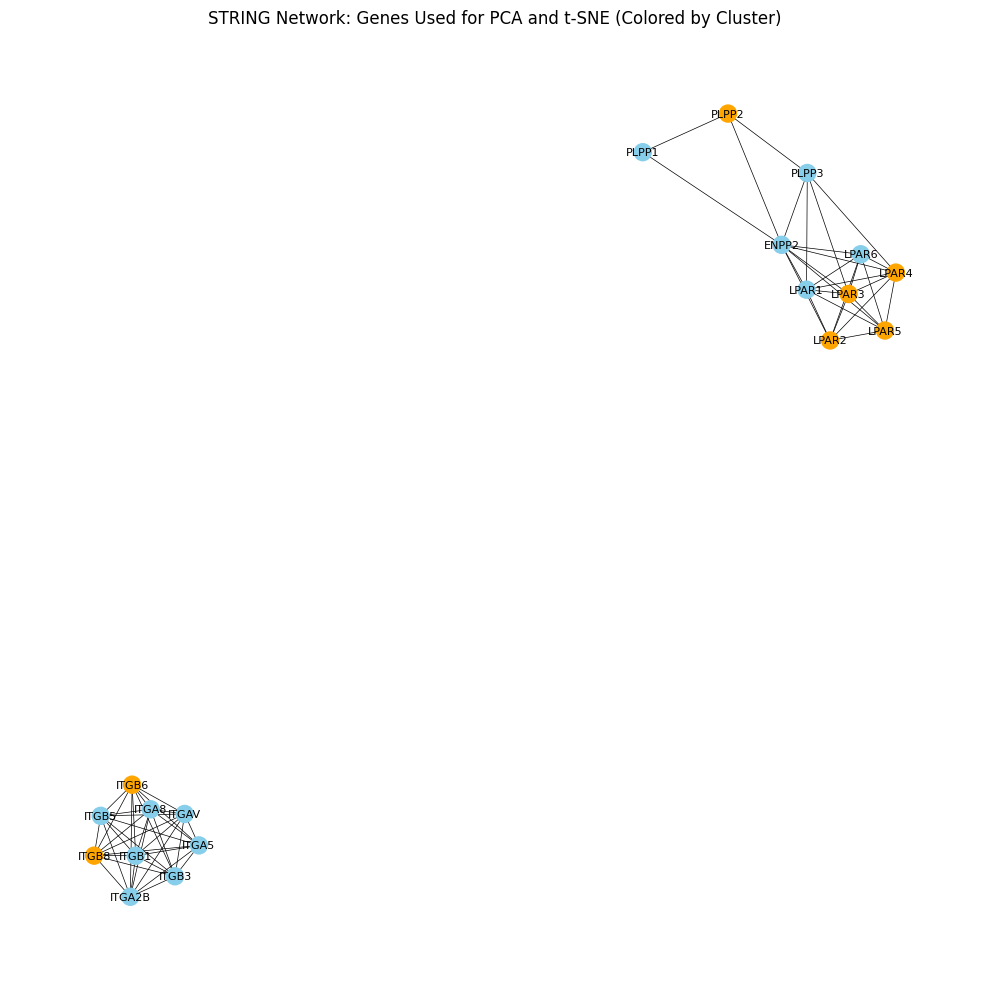 STRING Network: Genes Used for PCA and t-SNE (Colored by Cluster)
PLPP2
PLPP1
PLPP3
ENPP2
LPAR6
LPAR4
LPAR1
LPAR3
LPAR5
LPAR2
ITGB6
ITGA8
ITGAV
ITGB5
ITGA5
ITGB8
ITGB1
ITGB3
ITGA2B